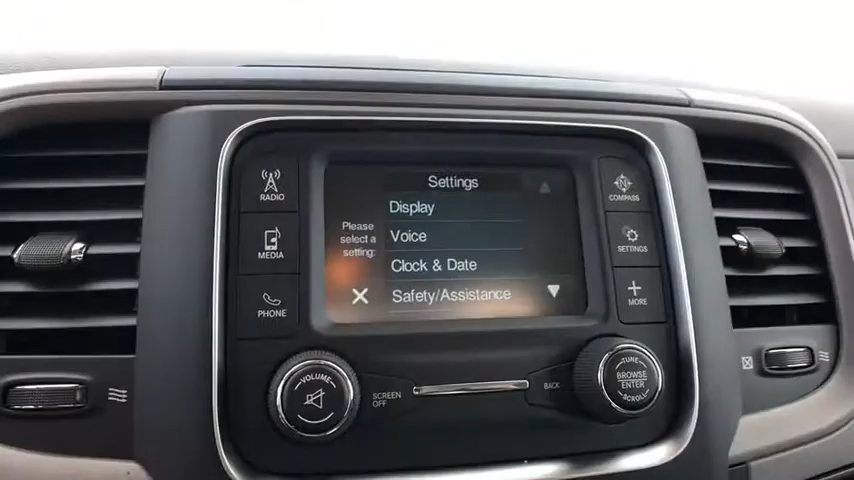 RADIO
MEDIA
PHONE
Settings
Please
select a
setting:
Display
Voice
Clock & Date
Safety/Assistance
COMPASS
SETTINGS
MORE
VOLUME
SCREEN
OFF
BACK
TUNE
BROWSE
ENTER
SCROLL